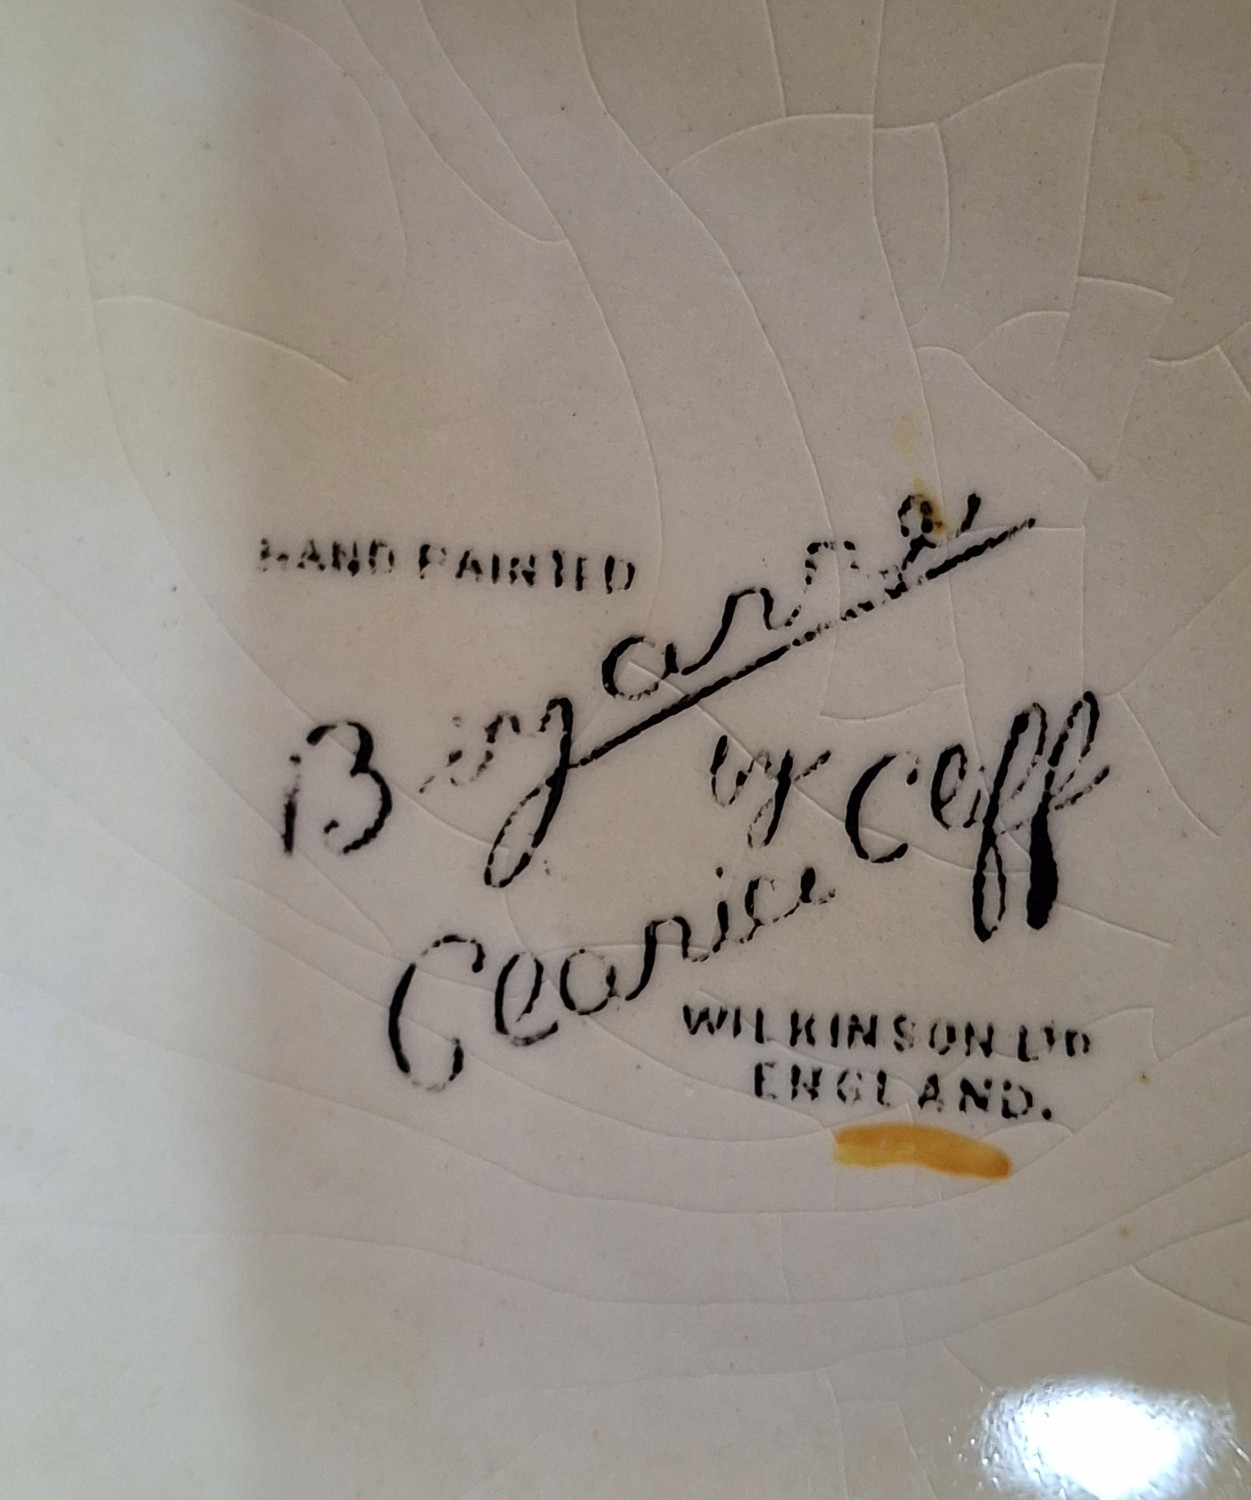 HAND PAINTED
Bizarre
by
Clarice Cliff
WILKINSON LTD
ENGLAND.